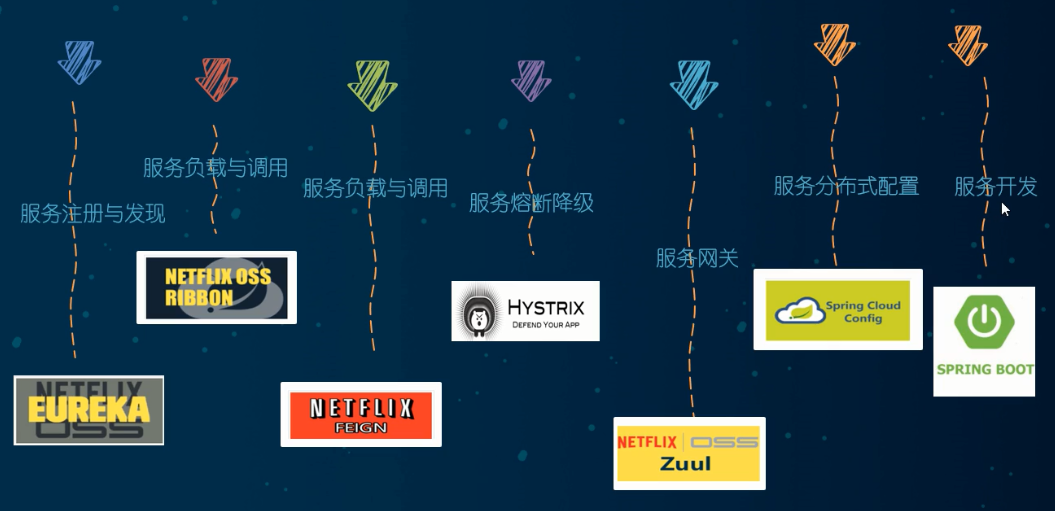 服务注册与发现
NETFLIX
EUREKA
OSS
服务负载与调用
NETFLIX OSS
RIBBON
服务负载与调用
NETFLIX
FEIGN
服务熔断降级
HYSTRIX
DEFEND YOUR APP
服务网关
NETFLIX OSS
Zuul
服务分布式配置
Spring Cloud
Config
服务开发
SPRING BOOT